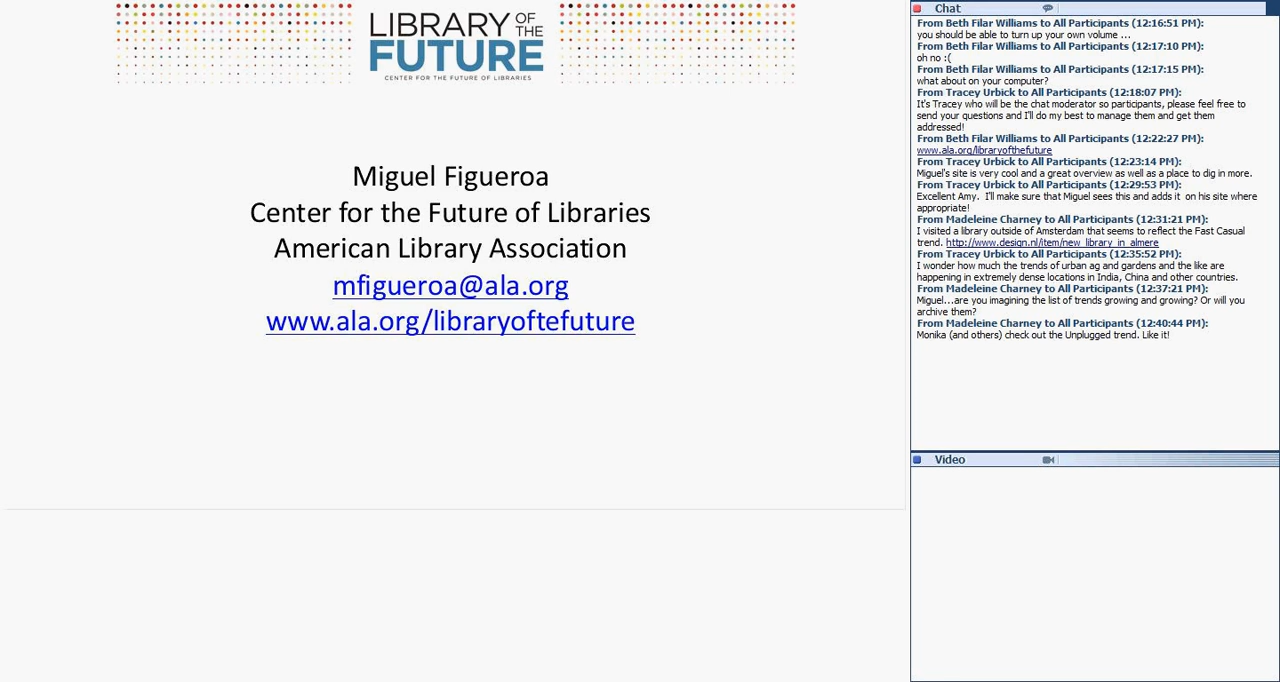 LIBRARY OF THE
FUTURE
CENTER FOR THE FUTURE OF LIBRARIES
Miguel Figueroa
Center for the Future of Libraries
American Library Association
mfigueroa@ala.org
www.ala.org/libraryoftefuture
Chat
From Beth Filar Williams to All Participants (12:16:51 PM):
you should be able to turn up your own volume ...
From Beth Filar Williams to All Participants (12:17:10 PM):
oh no :(
From Beth Filar Williams to All Participants (12:17:15 PM):
what about on your computer?
From Tracey Urbick to All Participants (12:18:07 PM):
It's Tracey who will be the chat moderator so participants, please feel free to
send your questions and I'll do my best to manage them and get them
addressed!
From Beth Filar Williams to All Participants (12:22:27 PM):
www.ala.org/libraryofthefuture
From Tracey Urbick to All Participants (12:23:14 PM):
Miguel's site is very cool and a great overview as well as a place to dig in more.
From Tracey Urbick to All Participants (12:29:53 PM):
Excellent Amy.  I'll make sure that Miguel sees this and adds it  on his site where
appropriate!
From Madeleine Charney to All Participants (12:31:21 PM):
I visited a library outside of Amsterdam that seems to reflect the Fast Casual
trend. http://www.design.nl/item/new_library_in_almere
From Tracey Urbick to All Participants (12:35:52 PM):
I wonder how much the trends of urban ag and gardens and the like are
happening in extremely dense locations in India, China and other countries.
From Madeleine Charney to All Participants (12:37:21 PM):
Miguel...are you imagining the list of trends growing and growing? Or will you
archive them?
From Madeleine Charney to All Participants (12:40:44 PM):
Monika (and others) check out the Unplugged trend. Like it!
Video